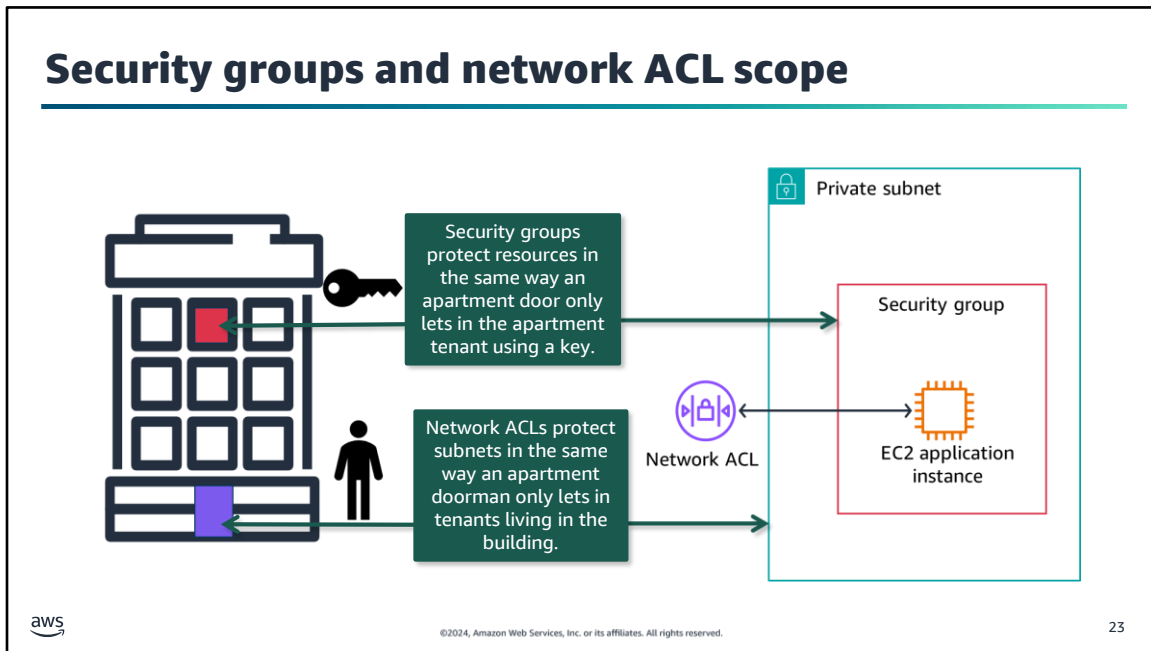 Security groups and network ACL scope
Security groups
protect resources in
the same way an
apartment door only
lets in the apartment
tenant using a key.
Network ACLs protect
subnets in the same
way an apartment
doorman only lets in
tenants living in the
building.
Private subnet
Security group
Network ACL
EC2 application
instance
aws
©2024, Amazon Web Services, Inc. or its affiliates. All rights reserved.
23